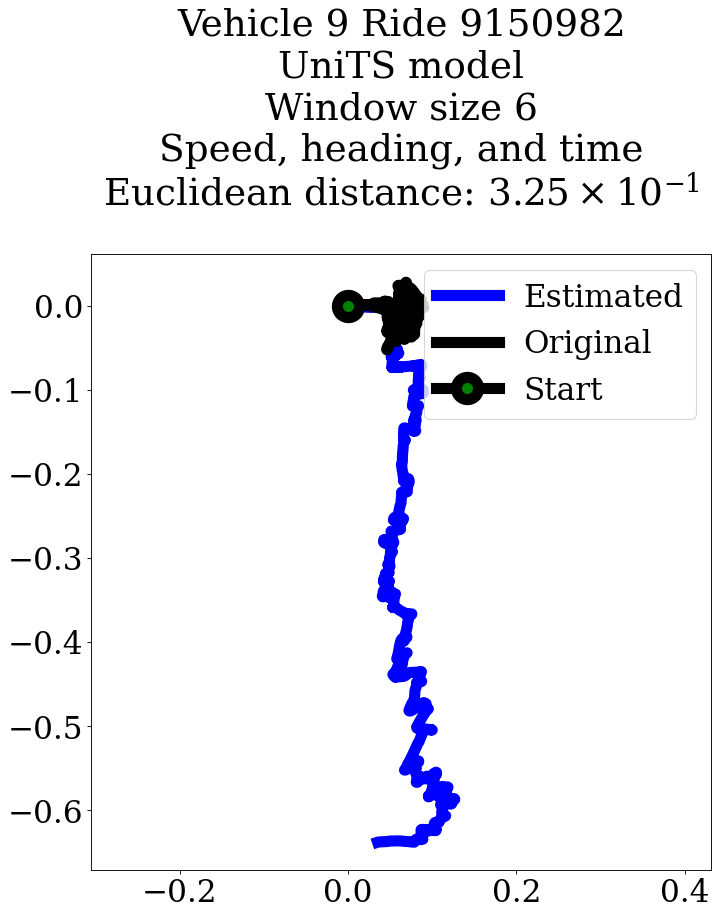 Vehicle 9 Ride 9150982
UniTS model
Window size 6
Speed, heading, and time
Euclidean distance: 3.25 × 10⁻¹
Estimated
Original
Start
0.0
−0.1
−0.2
−0.3
−0.4
−0.5
−0.6
−0.2
0.0
0.2
0.4